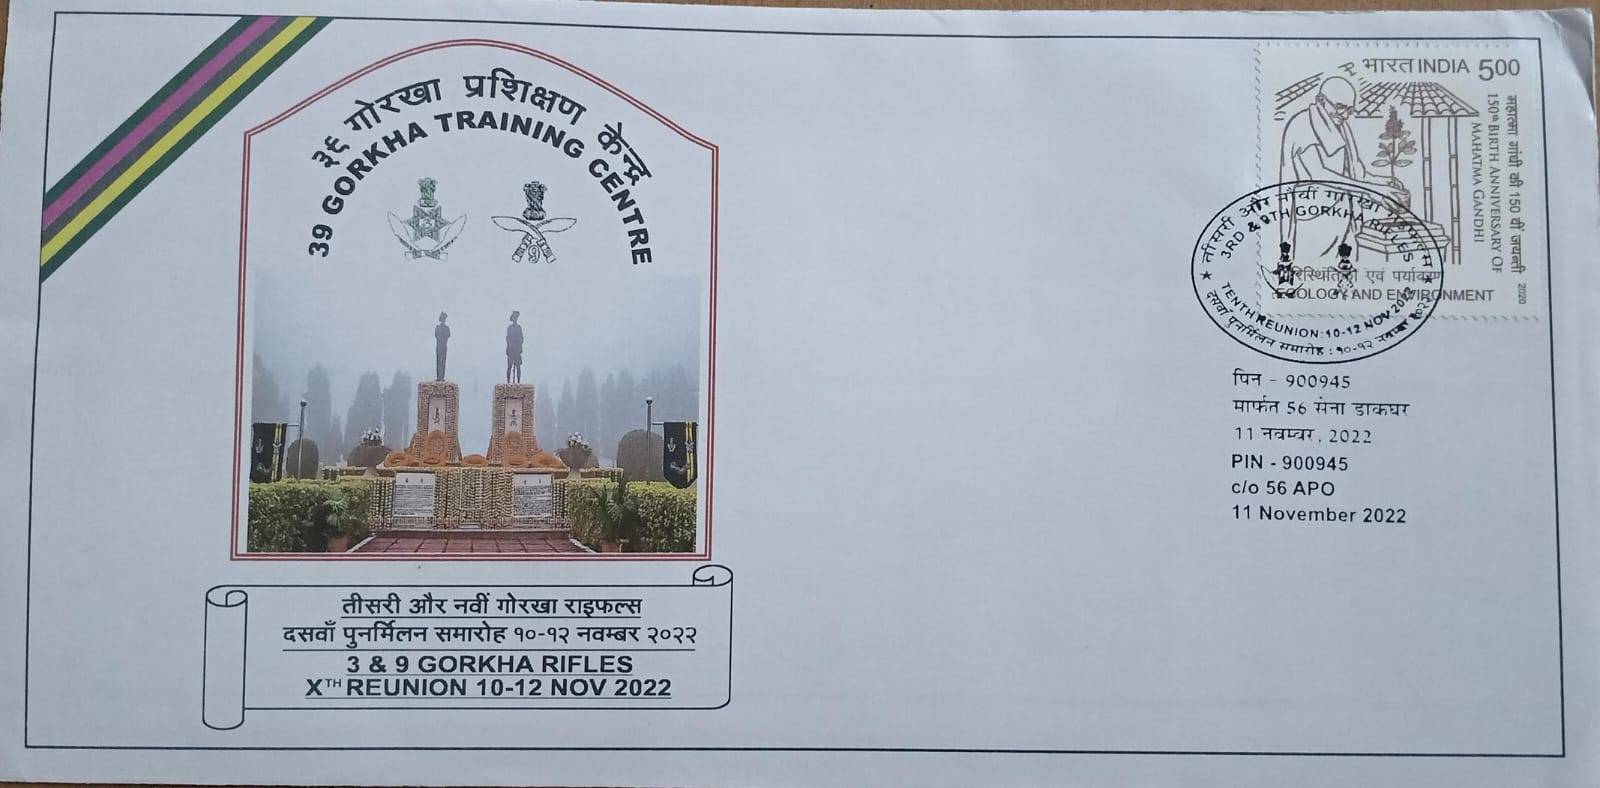 ३९ गोरखा प्रशिक्षण केन्द्र
39 GORKHA TRAINING CENTRE
तीसरी और नवीं गोरखा राइफल्स
दसवाँ पुनर्मिलन समारोह १०-१२ नवम्बर २०२२
3 & 9 GORKHA RIFLES
XTH REUNION 10-12 NOV 2022
भारत INDIA 500
महात्मा गांधी की 150 वीं जयन्ती
150th BIRTH ANNIVERSARY OF
MAHATMA GANDHI
पारिस्थितिकी एवं पर्यावरण
ECOLOGY AND ENVIRONMENT
2020
तीसरी और नौवीं गोरखा राइफल्स
3RD & 9TH GORKHA RIFLES
TENTH REUNION: 10-12 NOV 2022
दसवां पुनर्मिलन समारोह : १०-१२ नवम्बर २०२२
पिन - 900945
मार्फत 56 सेना डाकघर
11 नवम्वर, 2022
PIN - 900945
c/o 56 APO
11 November 2022